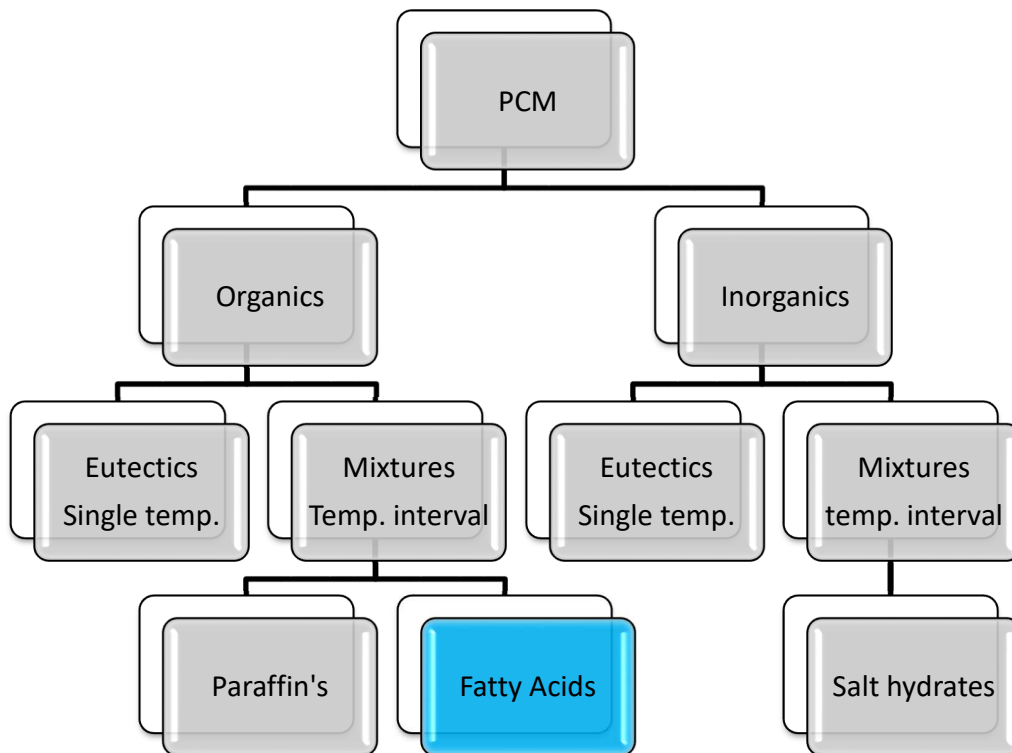 PCM
Organics
Inorganics
Eutectics
Single temp.
Mixtures
Temp. interval
Eutectics
Single temp.
Mixtures
temp. interval
Paraffin's
Fatty Acids
Salt hydrates